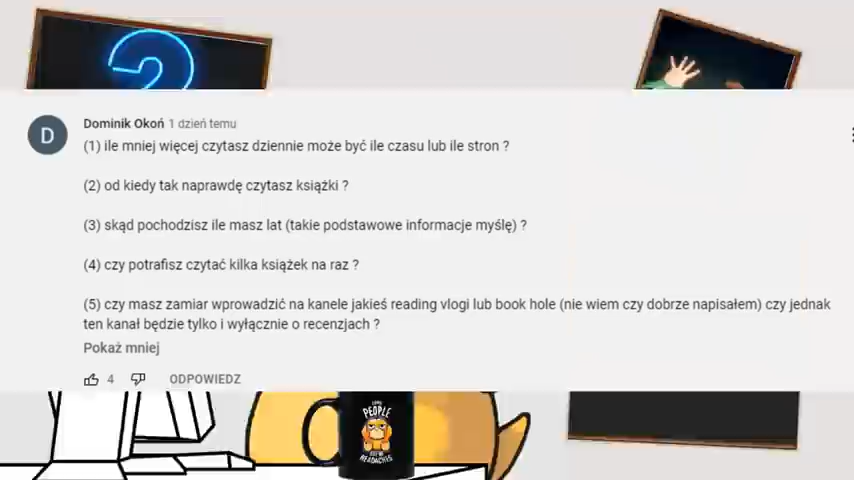 Dominik Okoń 1 dzień temu
(1) ile mniej więcej czytasz dziennie może być ile czasu lub ile stron ?
(2) od kiedy tak naprawdę czytasz książki ?
(3) skąd pochodzisz ile masz lat (takie podstawowe informacje myślę) ?
(4) czy potrafisz czytać kilka książek na raz ?
(5) czy masz zamiar wprowadzić na kanele jakieś reading vlogi lub book hole (nie wiem czy dobrze napisałem) czy jednak
ten kanał będzie tylko i wyłącznie o recenzjach ?
Pokaż mniej
4 ODPOWIEDZ
D
PEOPLE
HEADACHES